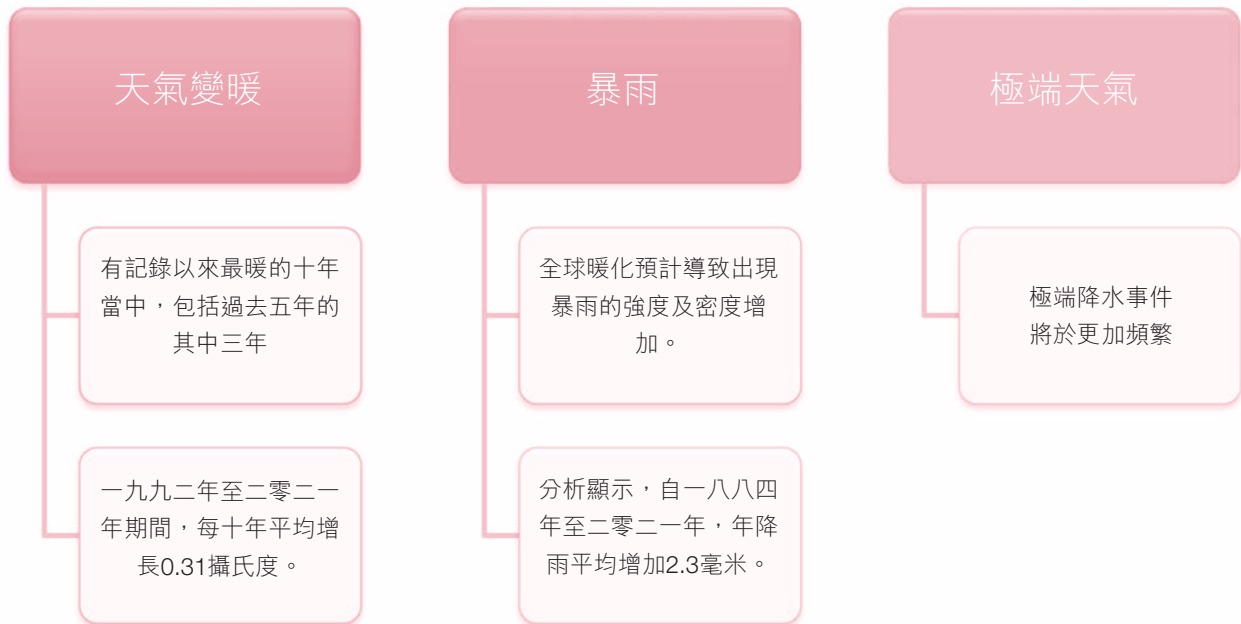 天氣變暖
有記錄以來最暖的十年
當中，包括過去五年的
其中三年
一九九二年至二零二一
年期間，每十年平均增
長0.31攝氏度。
暴雨
全球暖化預計導致出現
暴雨的強度及密度增
加。
分析顯示，自一八八四
年至二零二一年，年降
雨平均增加2.3毫米。
極端天氣
極端降水事件
將於更加頻繁